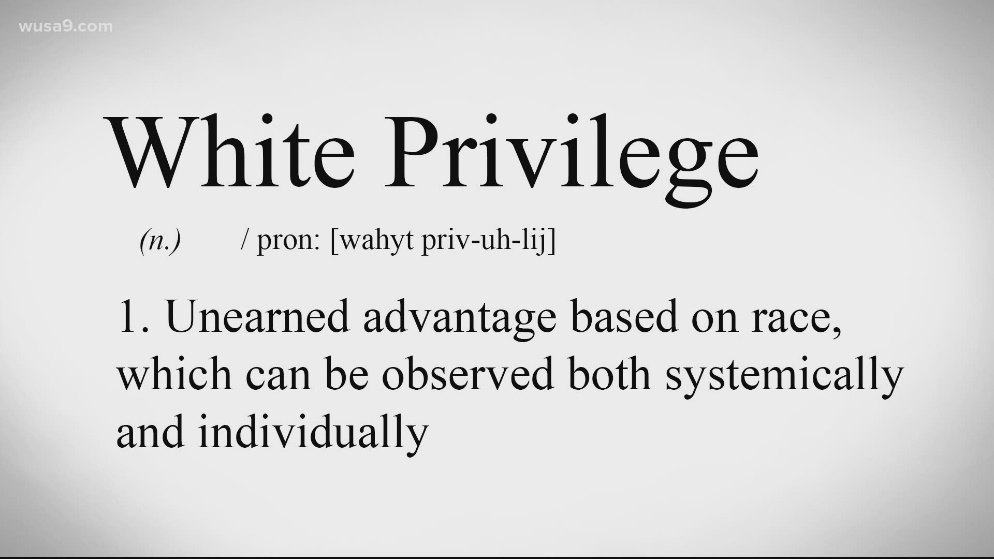 wusa9.com
White Privilege
(n.) / pron: [wahyt priv-uh-lij]
1. Unearned advantage based on race,
which can be observed both systemically
and individually